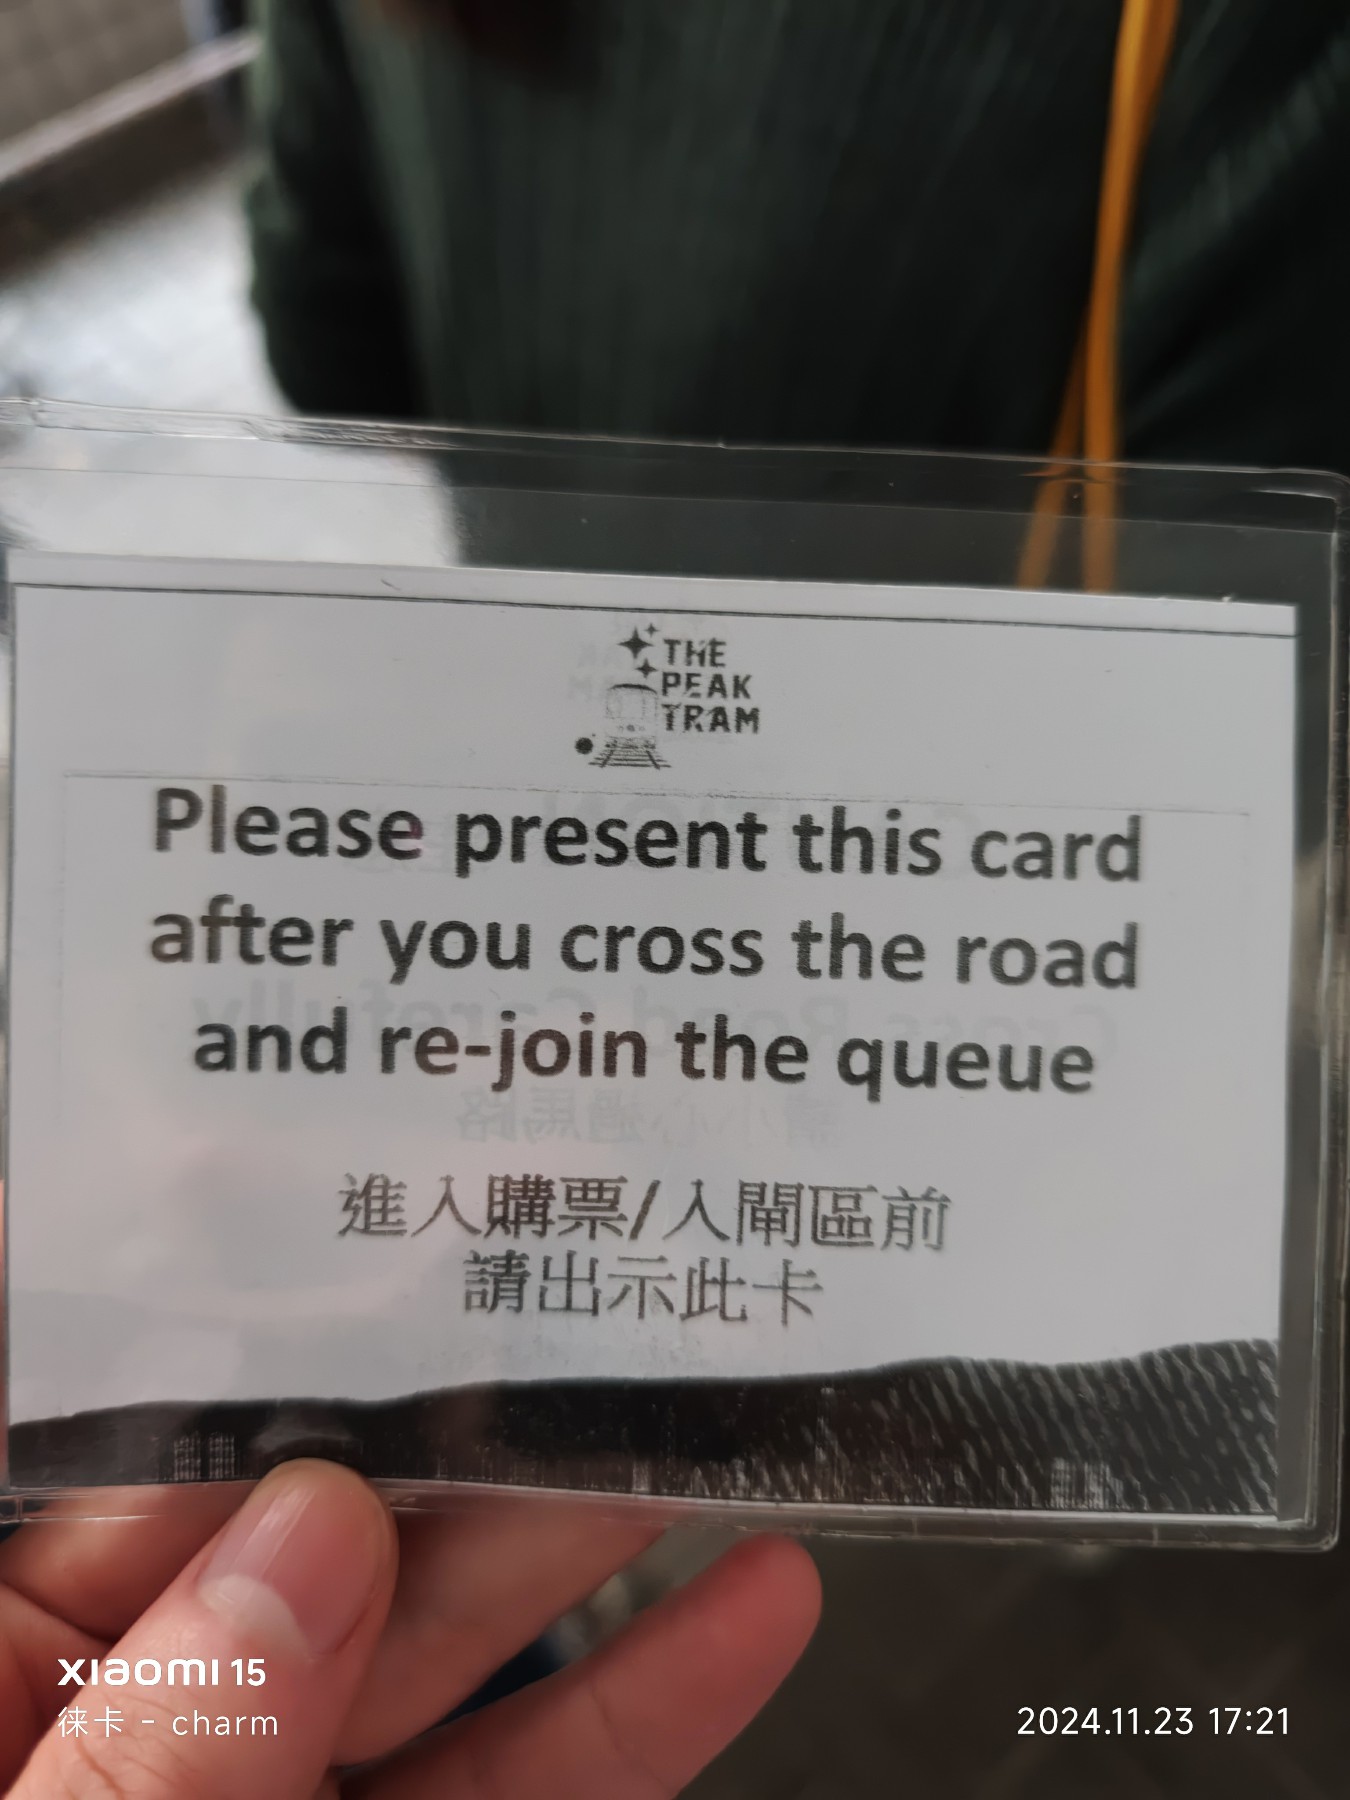 THE
PEAK
TRAM
Please present this card
after you cross the road
and re-join the queue
進入購票/入閘區前
請出示此卡
xiaomi 15
徕卡 - charm
2024.11.23 17:21